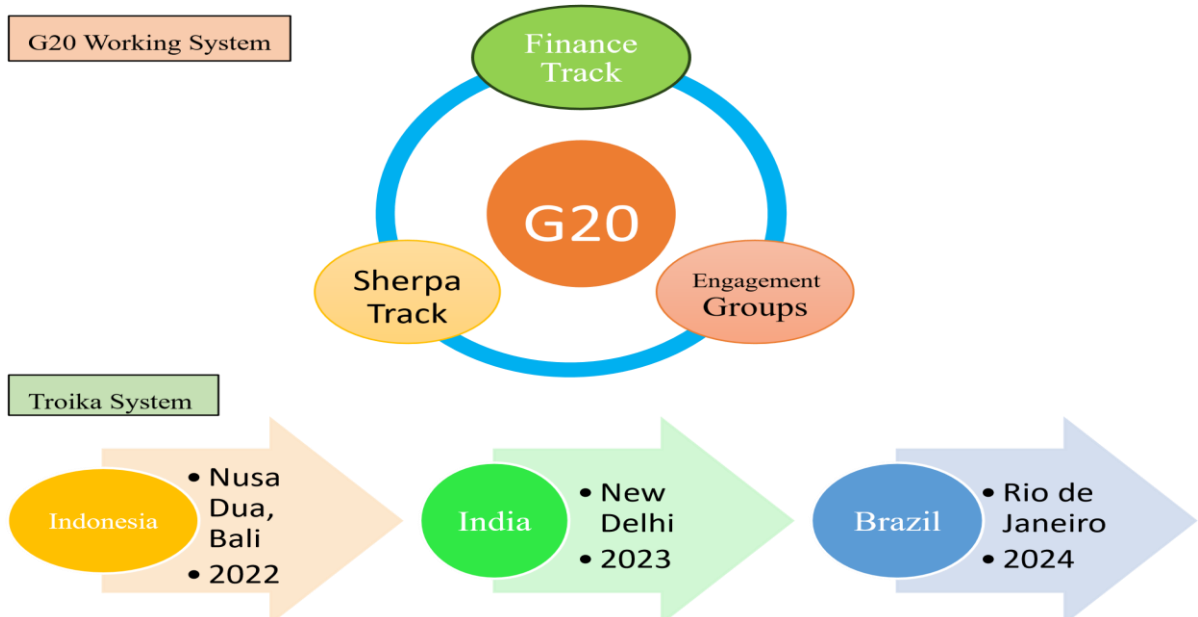 G20 Working System
Finance
Track
G20
Sherpa
Track
Engagement
Groups
Troika System
Indonesia
• Nusa
Dua,
Bali
• 2022
India
• New
Delhi
• 2023
Brazil
• Rio de
Janeiro
• 2024